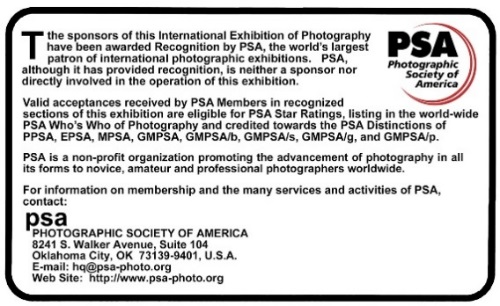 The sponsors of this International Exhibition of Photography
have been awarded Recognition by PSA, the world's largest
patron of international photographic exhibitions. PSA,
although it has provided recognition, is neither a sponsor nor
directly involved in the operation of this exhibition.
PSA
Photographic
Society of
America
Valid acceptances received by PSA Members in recognized
sections of this exhibition are eligible for PSA Star Ratings, listing in the world-wide
PSA Who's Who of Photography and credited towards the PSA Distinctions of
PPSA, EPSA, MPSA, GMPSA, GMPSA/b, GMPSA/s, GMPSA/g, and GMPSA/p.
PSA is a non-profit organization promoting the advancement of photography in all
its forms to novice, amateur and professional photographers worldwide.
For information on membership and the many services and activities of PSA,
contact:
psa
PHOTOGRAPHIC SOCIETY OF AMERICA
8241 S. Walker Avenue, Suite 104
Oklahoma City, OK 73139-9401, U.S.A.
E-mail: hq@psa-photo.org
Web Site: http://www.psa-photo.org